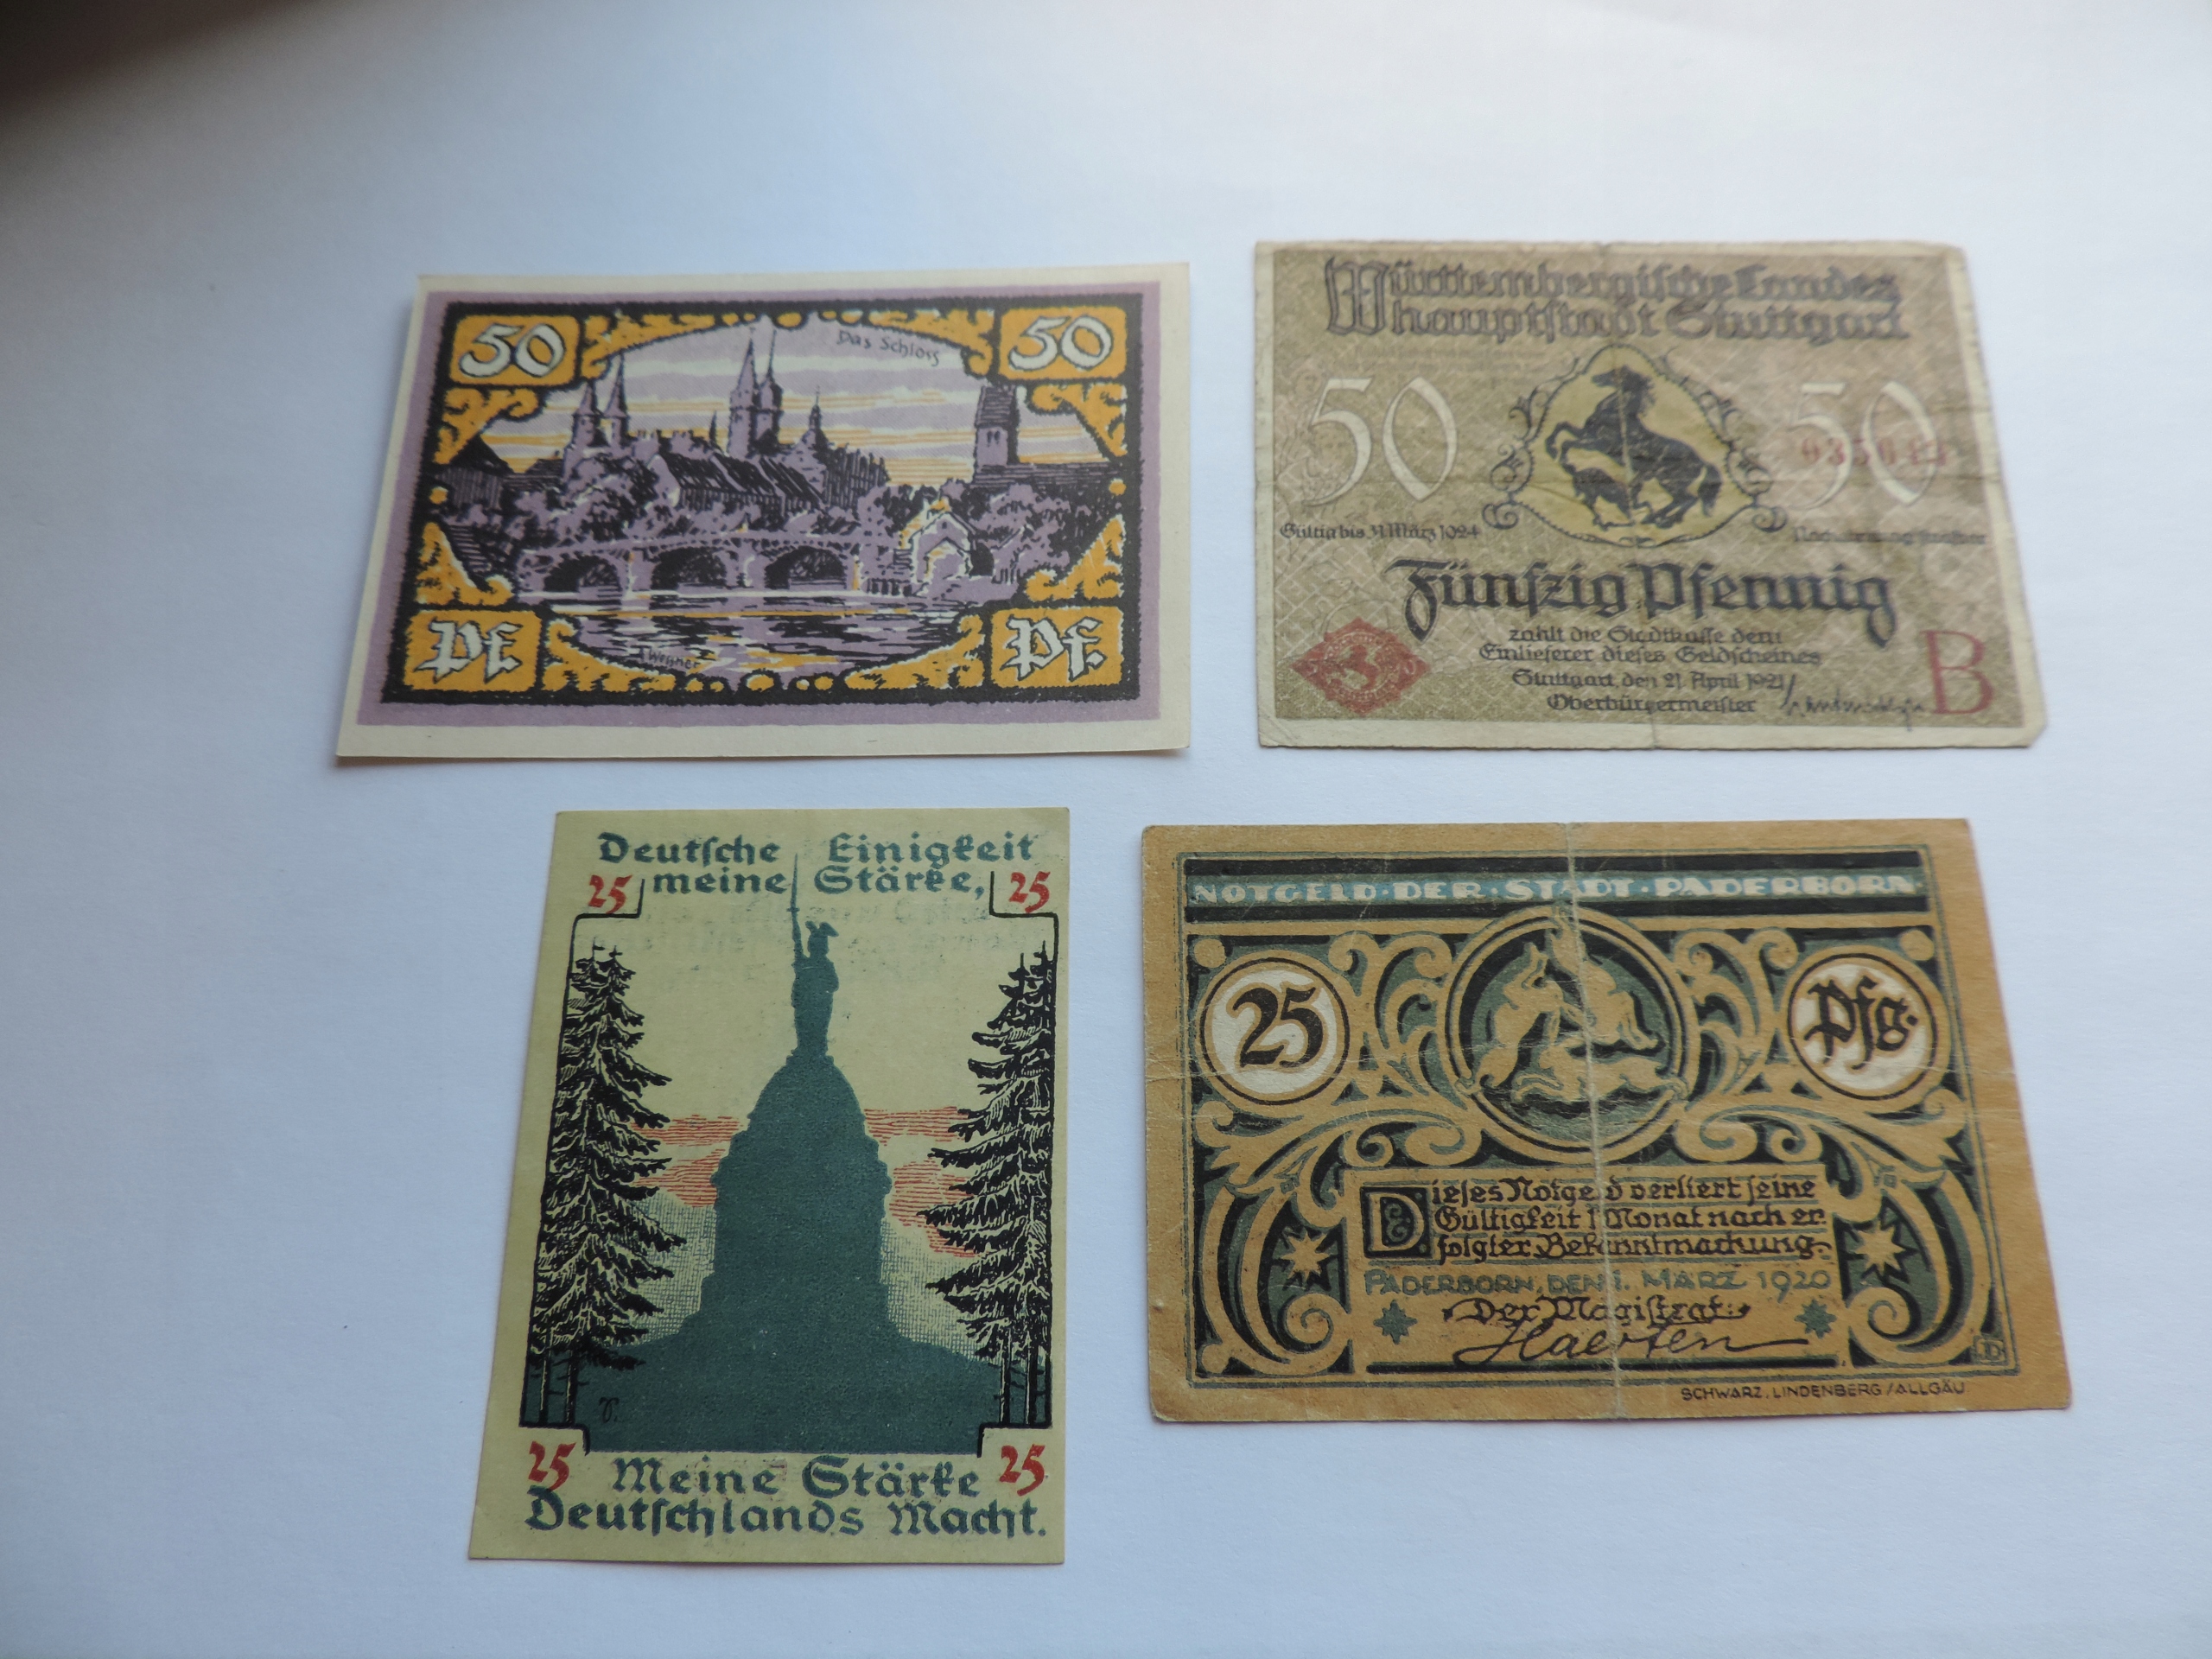 50
Das Schloss
50
Pf.
Wißner
Pf.
Württembergische Landes
hauptstadt Stuttgart
50
50
Gültig bis 31 März 1924
Fünfzig Pfennig
zahlt die Stadtkasse dem
Einlieferer dieses Geldscheines
Stuttgart, den 21. April 1921
Oberbürgermeister
B
Deutsche Einigkeit
25 meine Stärke, 25
25 Meine Stärke 25
Deutschlands Macht.
NOTGELD·DER·STADT·PADERBORN·
25
Pfg.
Dieses Notgeld verliert seine
Gültigkeit 1 Monat nach er-
folgter Bekanntmachung.
PADERBORN, DEN 1. MÄRZ 1920
Der Magistrat:
Haerten
SCHWARZ, LINDENBERG/ALLGÄU